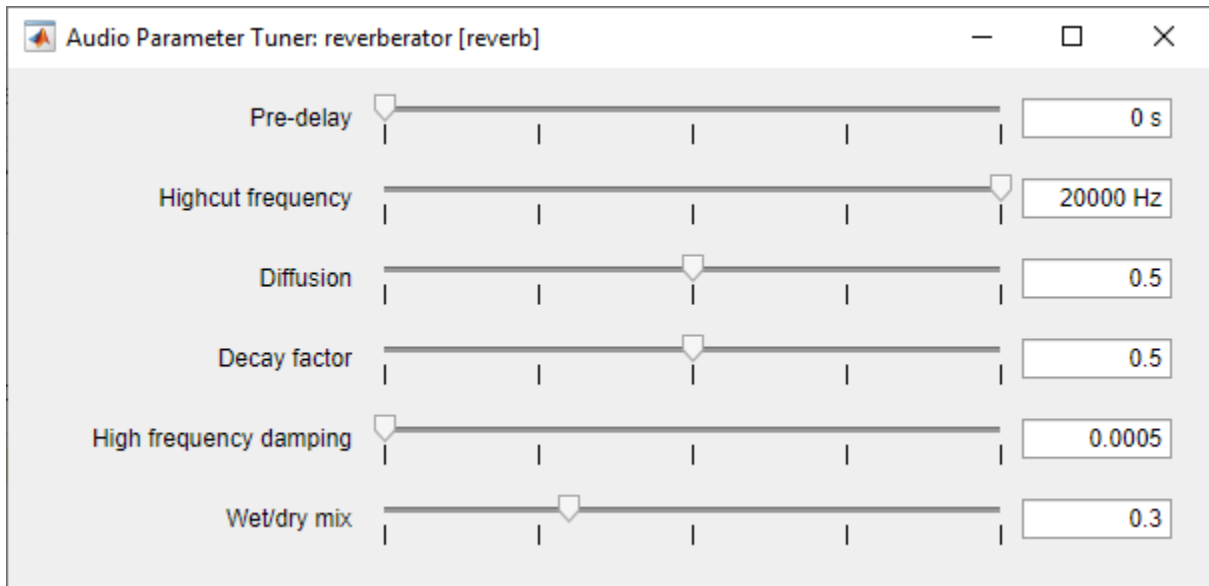 Audio Parameter Tuner: reverberator [reverb]
Pre-delay 0 s
Highcut frequency 20000 Hz
Diffusion 0.5
Decay factor 0.5
High frequency damping 0.0005
Wet/dry mix 0.3